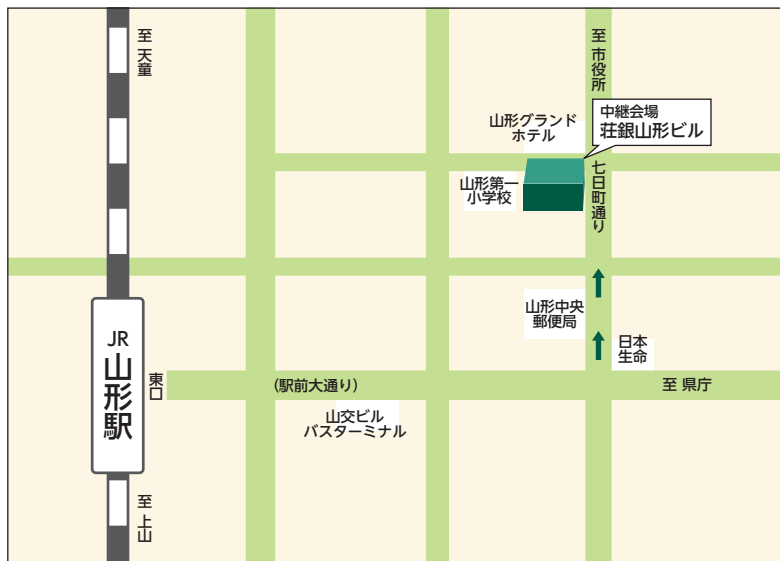 至 天童
至 市役所
中継会場
荘銀山形ビル
山形グランド
ホテル
山形第一
小学校
七日町通り
山形中央
郵便局
日本
生命
JR
山形駅
東口
(駅前大通り)
至 県庁
山交ビル
バスターミナル
至 上山